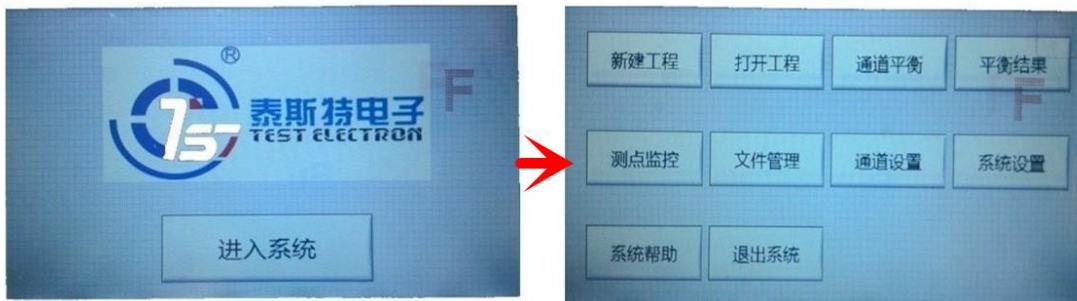 ®
泰斯特电子
TEST ELECTRON
F
进入系统
新建工程 打开工程 通道平衡 平衡结果
F
测点监控 文件管理 通道设置 系统设置
系统帮助 退出系统